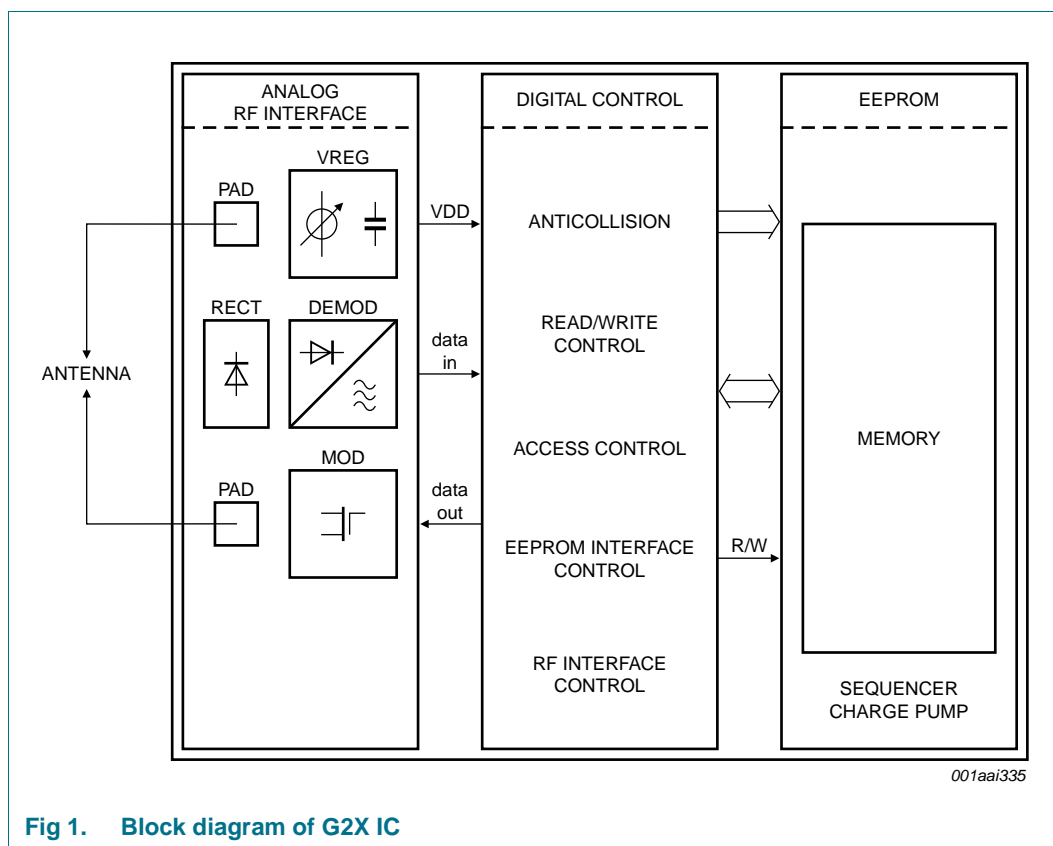 ANALOG
RF INTERFACE
VREG
PAD
RECT
DEMOD
MOD
PAD
ANTENNA
VDD
data
in
data
out
DIGITAL CONTROL
ANTICOLLISION
READ/WRITE
CONTROL
ACCESS CONTROL
EEPROM INTERFACE
CONTROL
RF INTERFACE
CONTROL
R/W
EEPROM
MEMORY
SEQUENCER
CHARGE PUMP
001aai335
Fig 1. Block diagram of G2X IC